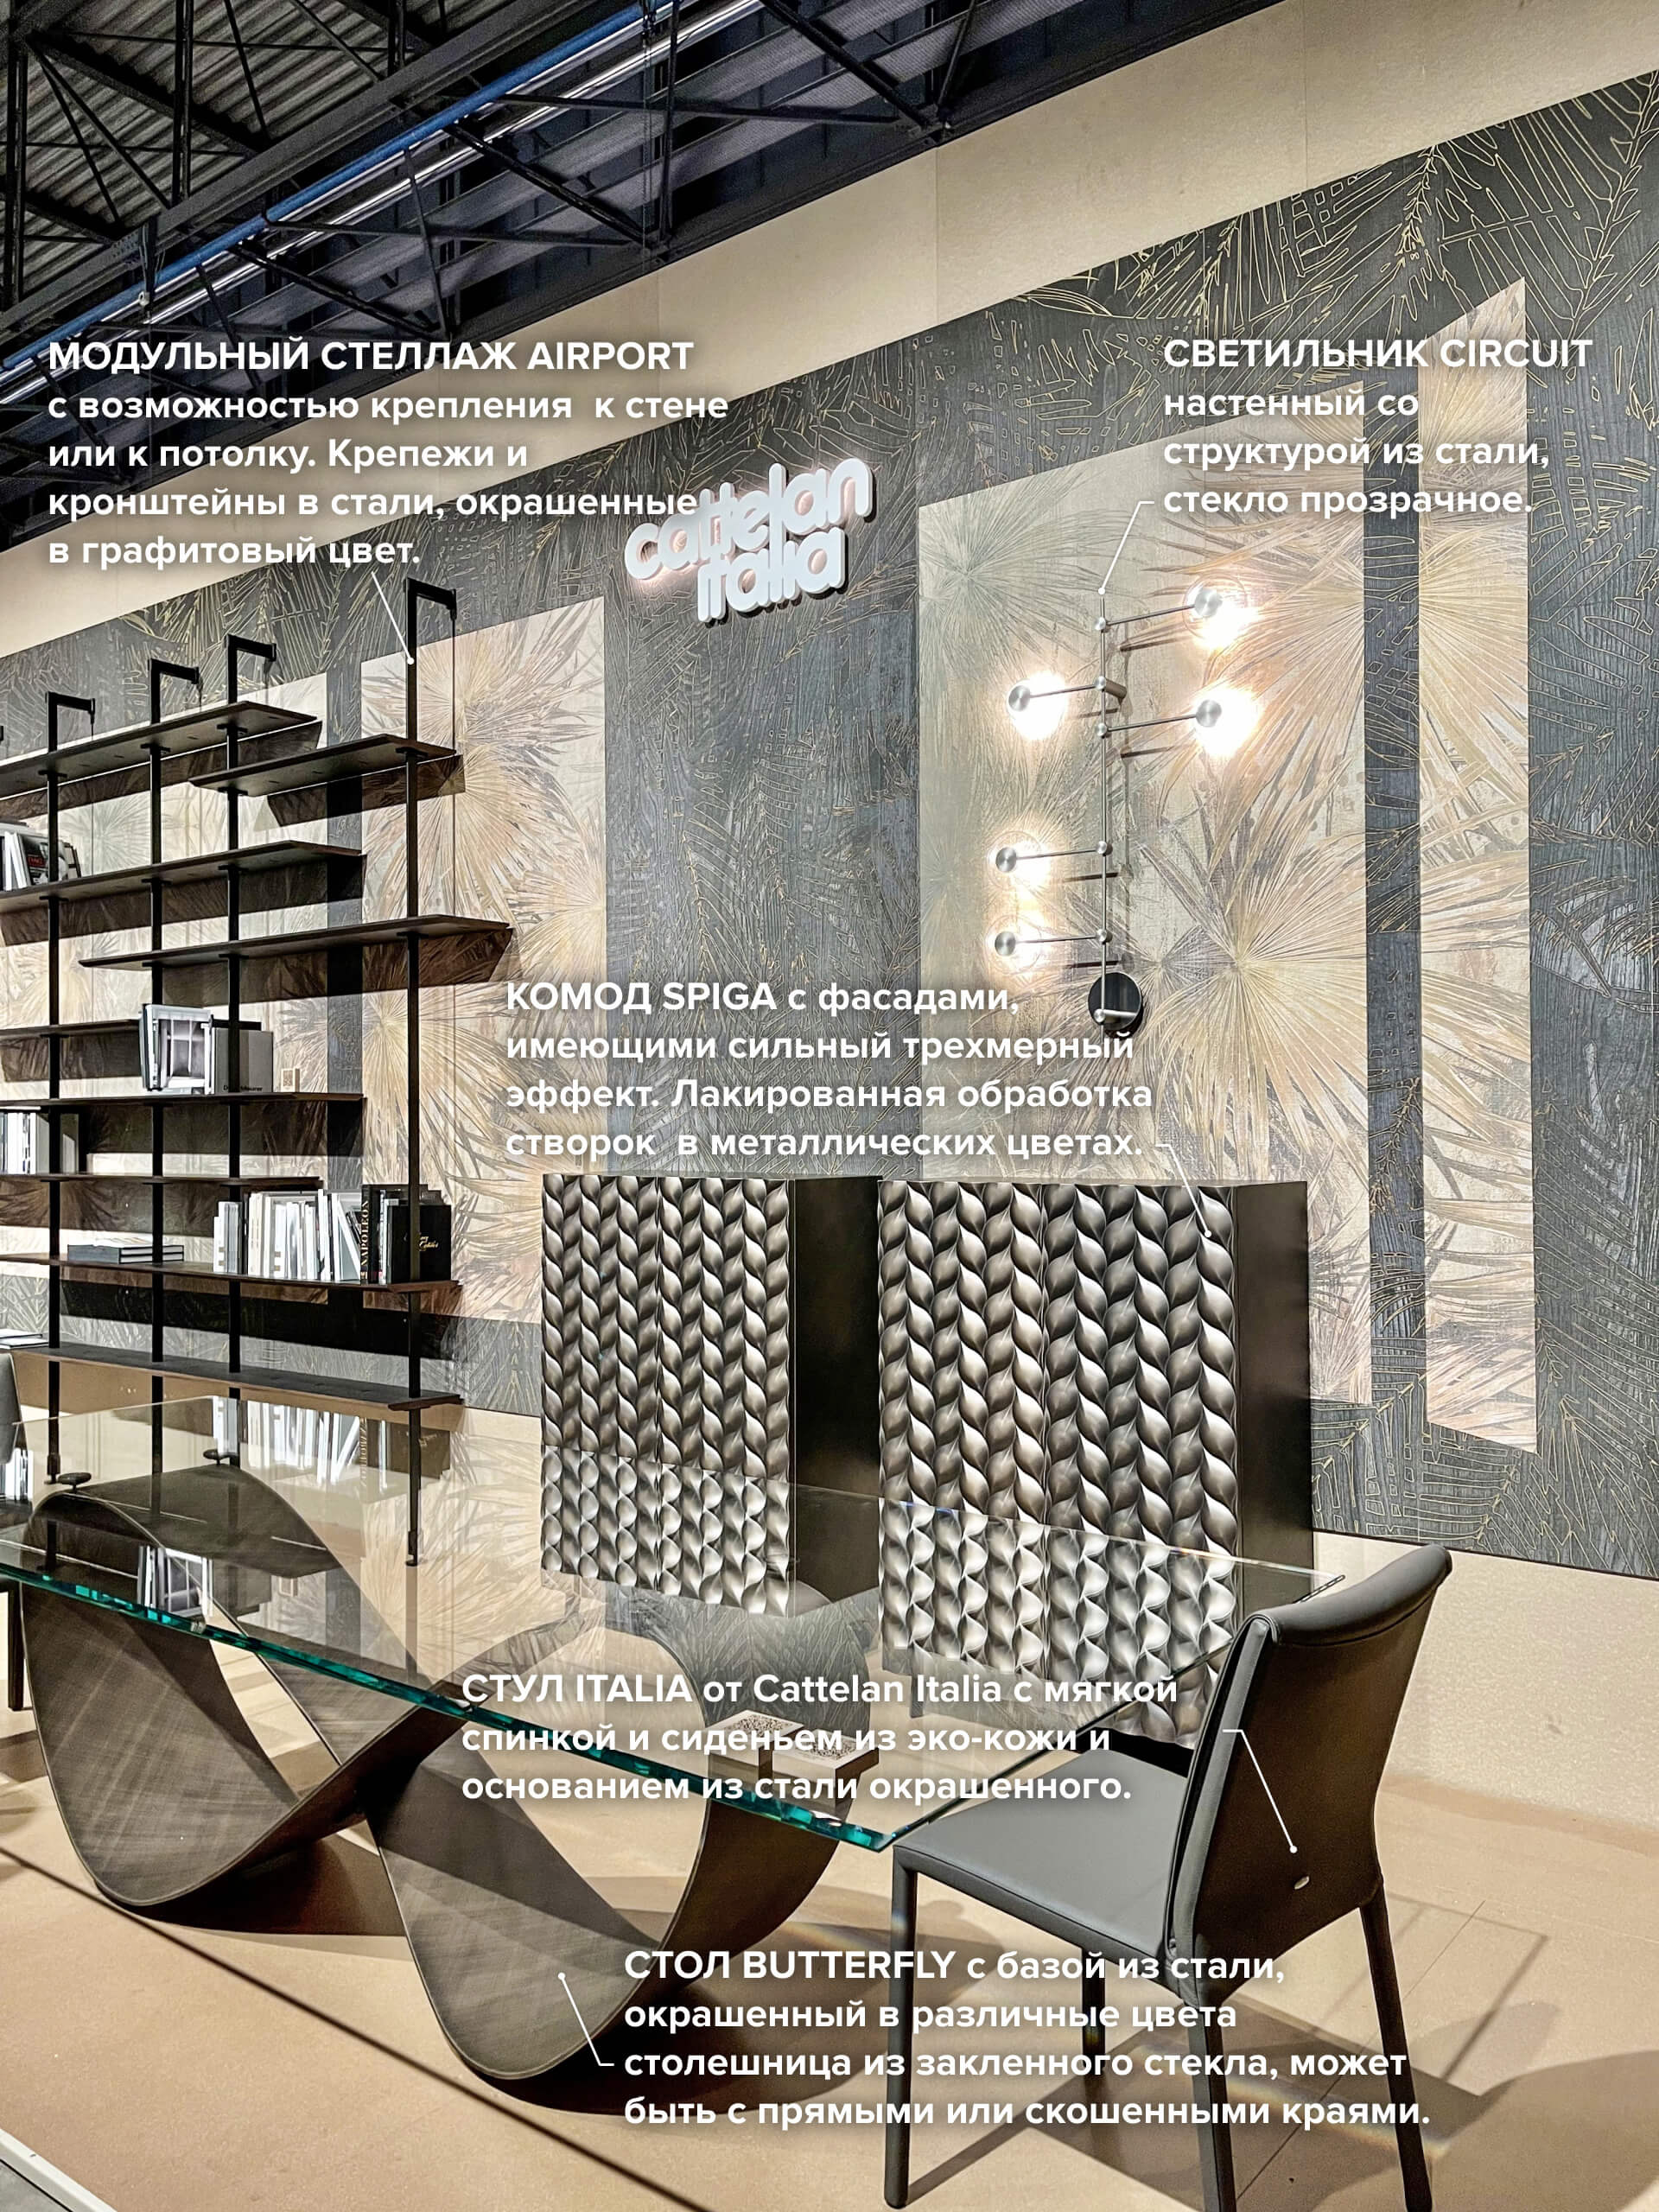 МОДУЛЬНЫЙ СТЕЛЛАЖ AIRPORT
с возможностью крепления к стене
или к потолку. Крепежи и
кронштейны в стали, окрашенные
в графитовый цвет.
СВЕТИЛЬНИК CIRCUIT
настенный со
структурой из стали,
стекло прозрачное.
cattelan
italia
КОМОД SPIGA с фасадами,
имеющими сильный трехмерный
эффект. Лакированная обработка
створок в металлических цветах.
NAPOLEON
СТУЛ ITALIA от Cattelan Italia с мягкой
спинкой и сиденьем из эко-кожи и
основанием из стали окрашенного.
СТОЛ BUTTERFLY с базой из стали,
окрашенный в различные цвета
столешница из закленного стекла, может
быть с прямыми или скошенными краями.